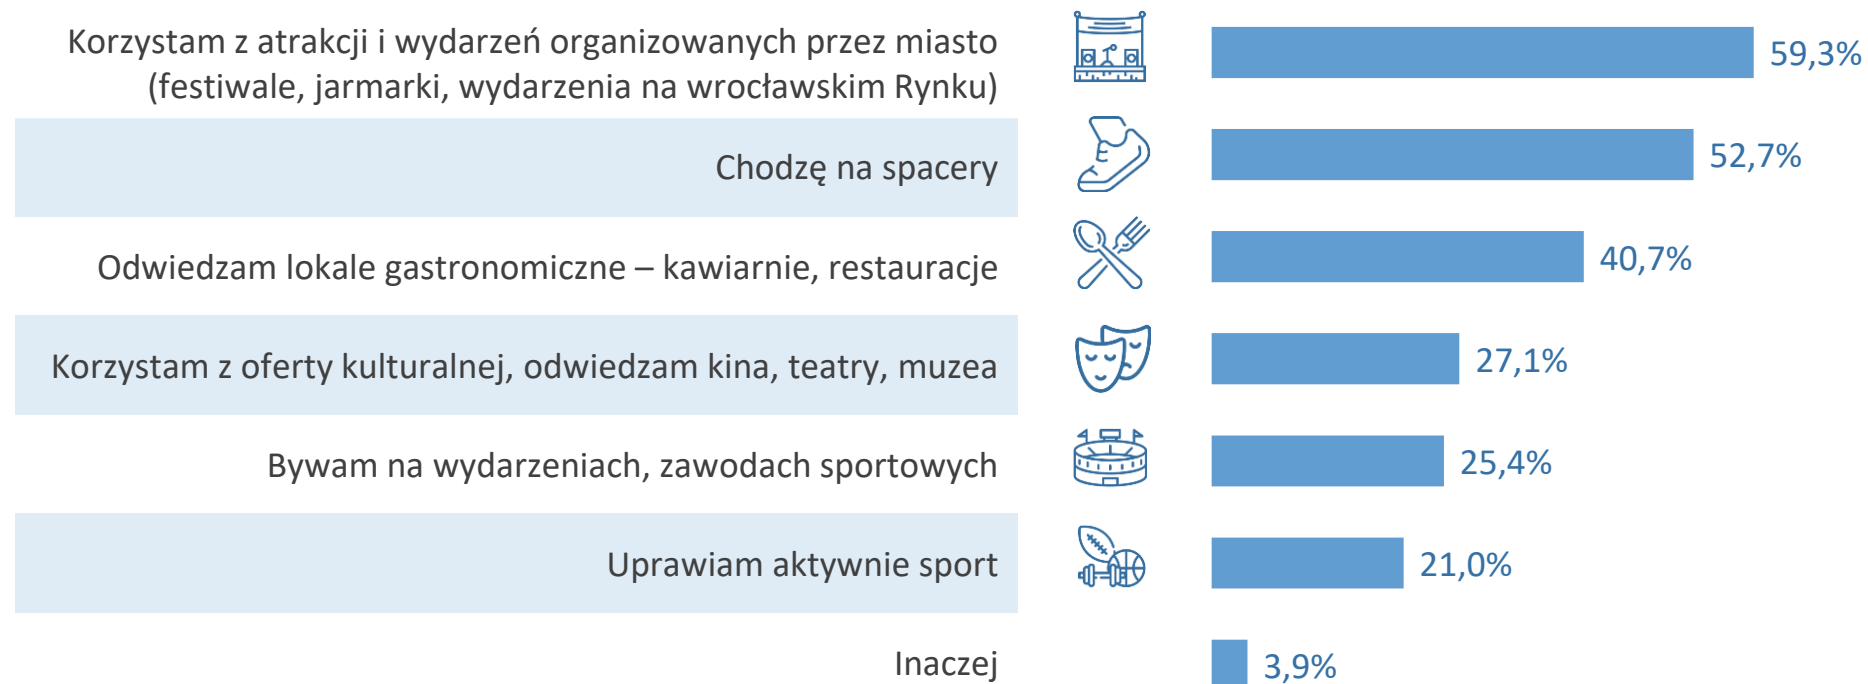 Korzystam z atrakcji i wydarzeń organizowanych przez miasto
(festiwale, jarmarki, wydarzenia na wrocławskim Rynku)
59,3%
Chodzę na spacery
52,7%
Odwiedzam lokale gastronomiczne – kawiarnie, restauracje
40,7%
Korzystam z oferty kulturalnej, odwiedzam kina, teatry, muzea
27,1%
Bywam na wydarzeniach, zawodach sportowych
25,4%
Uprawiam aktywnie sport
21,0%
Inaczej
3,9%